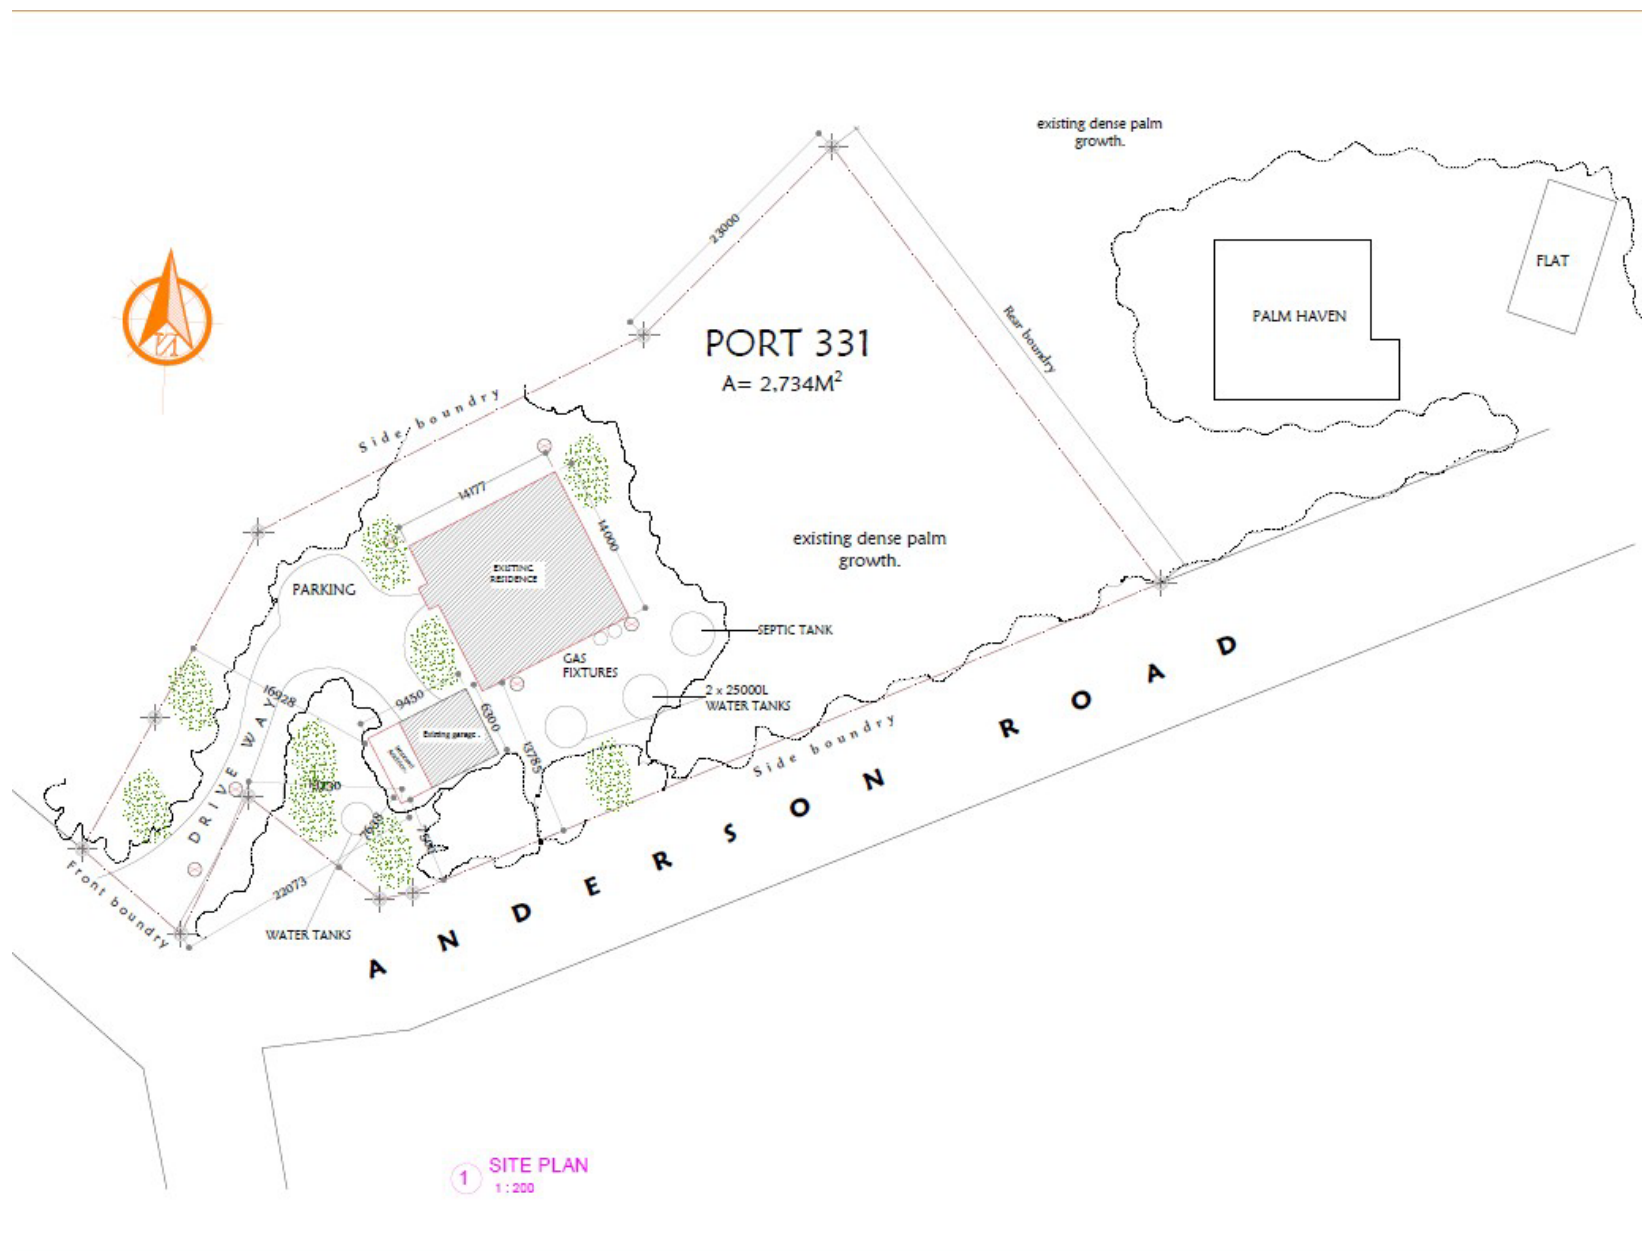 existing dense palm
growth.
23000
Rear boundry
FLAT
PALM HAVEN
PORT 331
A= 2,734M²
Side boundry
N
14177
14000
existing dense palm
growth.
EXISTING
RESIDENCE
PARKING
SEPTIC TANK
GAS
FIXTURES
2 x 25000L
WATER TANKS
16928
9450
6300
Existing garage .
13785
Side boundry
DRIVE WAY
7608
22073
Front boundry
WATER TANKS
ANDERSON ROAD
1
SITE PLAN
1 : 200